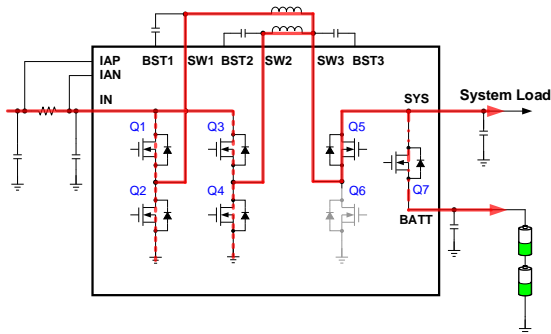 IAP
IAN
BST1
SW1
BST2
SW2
SW3
BST3
IN
SYS
System Load
Q1
Q3
Q5
Q2
Q4
Q6
Q7
BATT